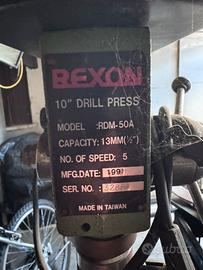 REXON
10" DRILL PRESS
MODEL :RDM-50A
CAPACITY: 13MM(½")
NO. OF SPEED: 5
MFG.DATE:
SER. NO. :
MADE IN TAIWAN
subito